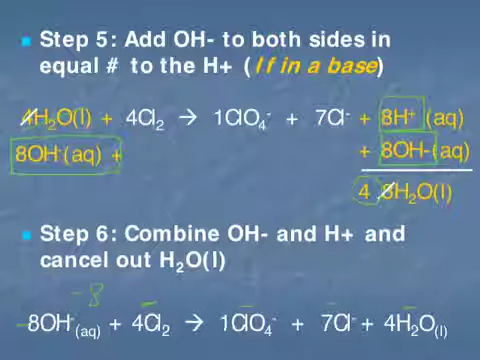 Step 5: Add OH- to both sides in
equal # to the H+ (If in a base)
4H₂O(l) + 4Cl₂ → 1ClO₄⁻ + 7Cl⁻ + 8H⁺ (aq)
8OH⁻(aq) + + 8OH-(aq)
4 8H₂O(l)
Step 6: Combine OH- and H+ and
cancel out H₂O(l)
-8
8OH⁻(aq) + 4Cl₂ → 1ClO₄⁻ + 7Cl⁻ + 4H₂O(l)